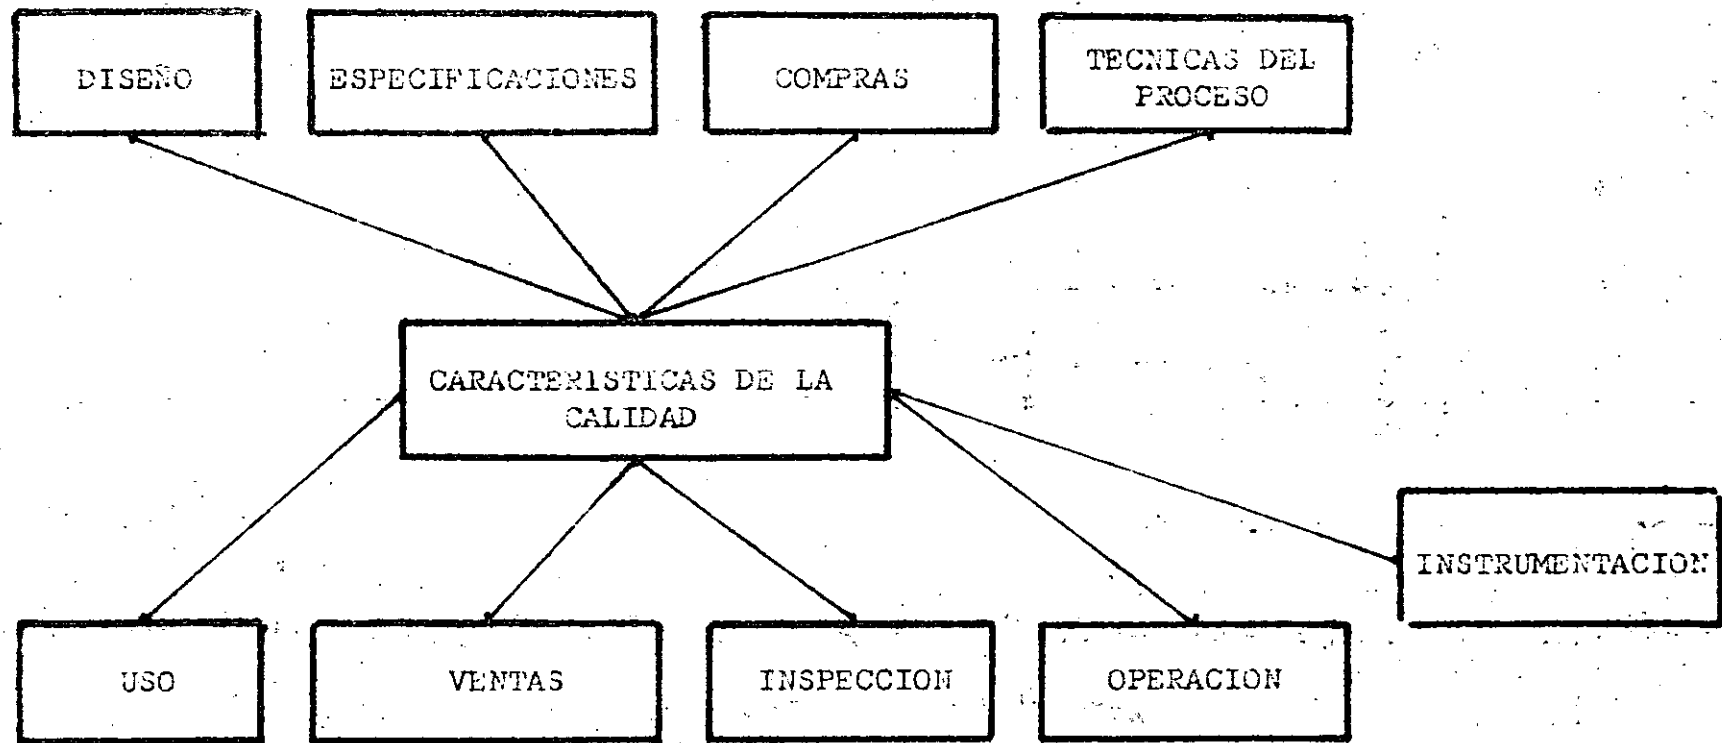 DISEÑO
ESPECIFICACIONES
COMPRAS
TECNICAS DEL
PROCESO
CARACTERISTICAS DE LA
CALIDAD
INSTRUMENTACION
USO
VENTAS
INSPECCION
OPERACION